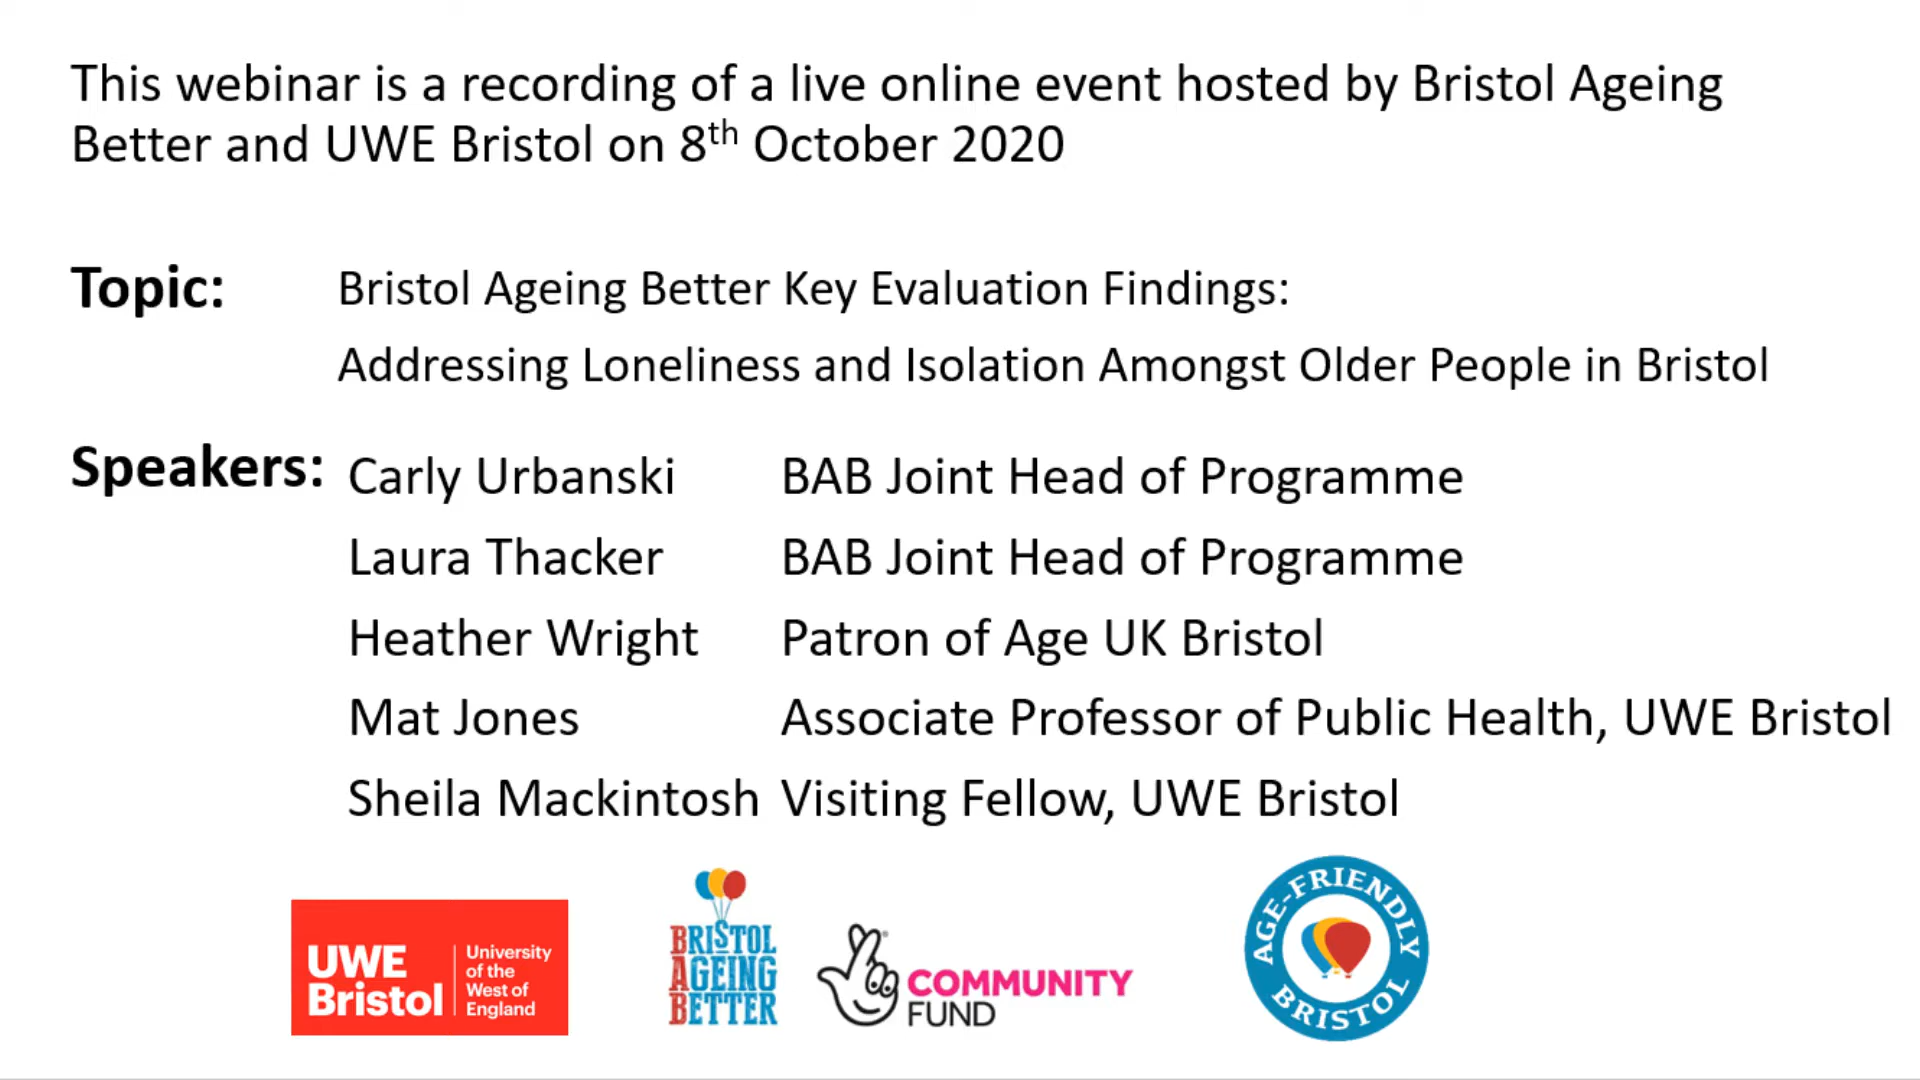 This webinar is a recording of a live online event hosted by Bristol Ageing
Better and UWE Bristol on 8th October 2020
Topic: Bristol Ageing Better Key Evaluation Findings:
Addressing Loneliness and Isolation Amongst Older People in Bristol
Speakers: Carly Urbanski BAB Joint Head of Programme
Laura Thacker BAB Joint Head of Programme
Heather Wright Patron of Age UK Bristol
Mat Jones Associate Professor of Public Health, UWE Bristol
Sheila Mackintosh Visiting Fellow, UWE Bristol
UWE
Bristol
University
of the
West of
England
BRISTOL
AGEING
BETTER
COMMUNITY
FUND
AGE-FRIENDLY
BRISTOL